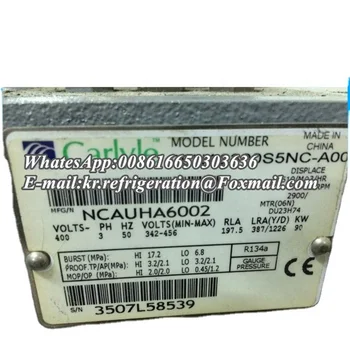 Carlyle MODEL NUMBER
MADE IN
CHINA
WhatsApp:008616650303636
S5NC-A00
DISPLACE
E-mail:kr.refrigeration@Foxmail.com
2900/
MTR(06N)
DU23H74
MFG/N NCAUHA6002
VOLTS- PH HZ VOLTS(MIN-MAX) RLA LRA(Y/D) KW
400 3 50 342-456 197.5 387/1226 90
BURST (MPa): HI 17.2 LO 6.8
PROOF.TP/AP(MPa): HI 3.2/2.1 LO 3.2/2.1
MPa: HI 2.0/2.0 LO 0.45/1.2
R134a
GAUGE
PRESSURE
S/N 3507L58539